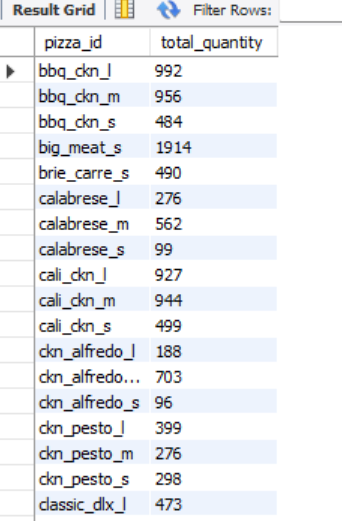 Result Grid Filter Rows:
pizza_id total_quantity
bbq_ckn_l 992
bbq_ckn_m 956
bbq_ckn_s 484
big_meat_s 1914
brie_carre_s 490
calabrese_l 276
calabrese_m 562
calabrese_s 99
cali_ckn_l 927
cali_ckn_m 944
cali_ckn_s 499
ckn_alfredo_l 188
ckn_alfredo... 703
ckn_alfredo_s 96
ckn_pesto_l 399
ckn_pesto_m 276
ckn_pesto_s 298
classic_dlx_l 473